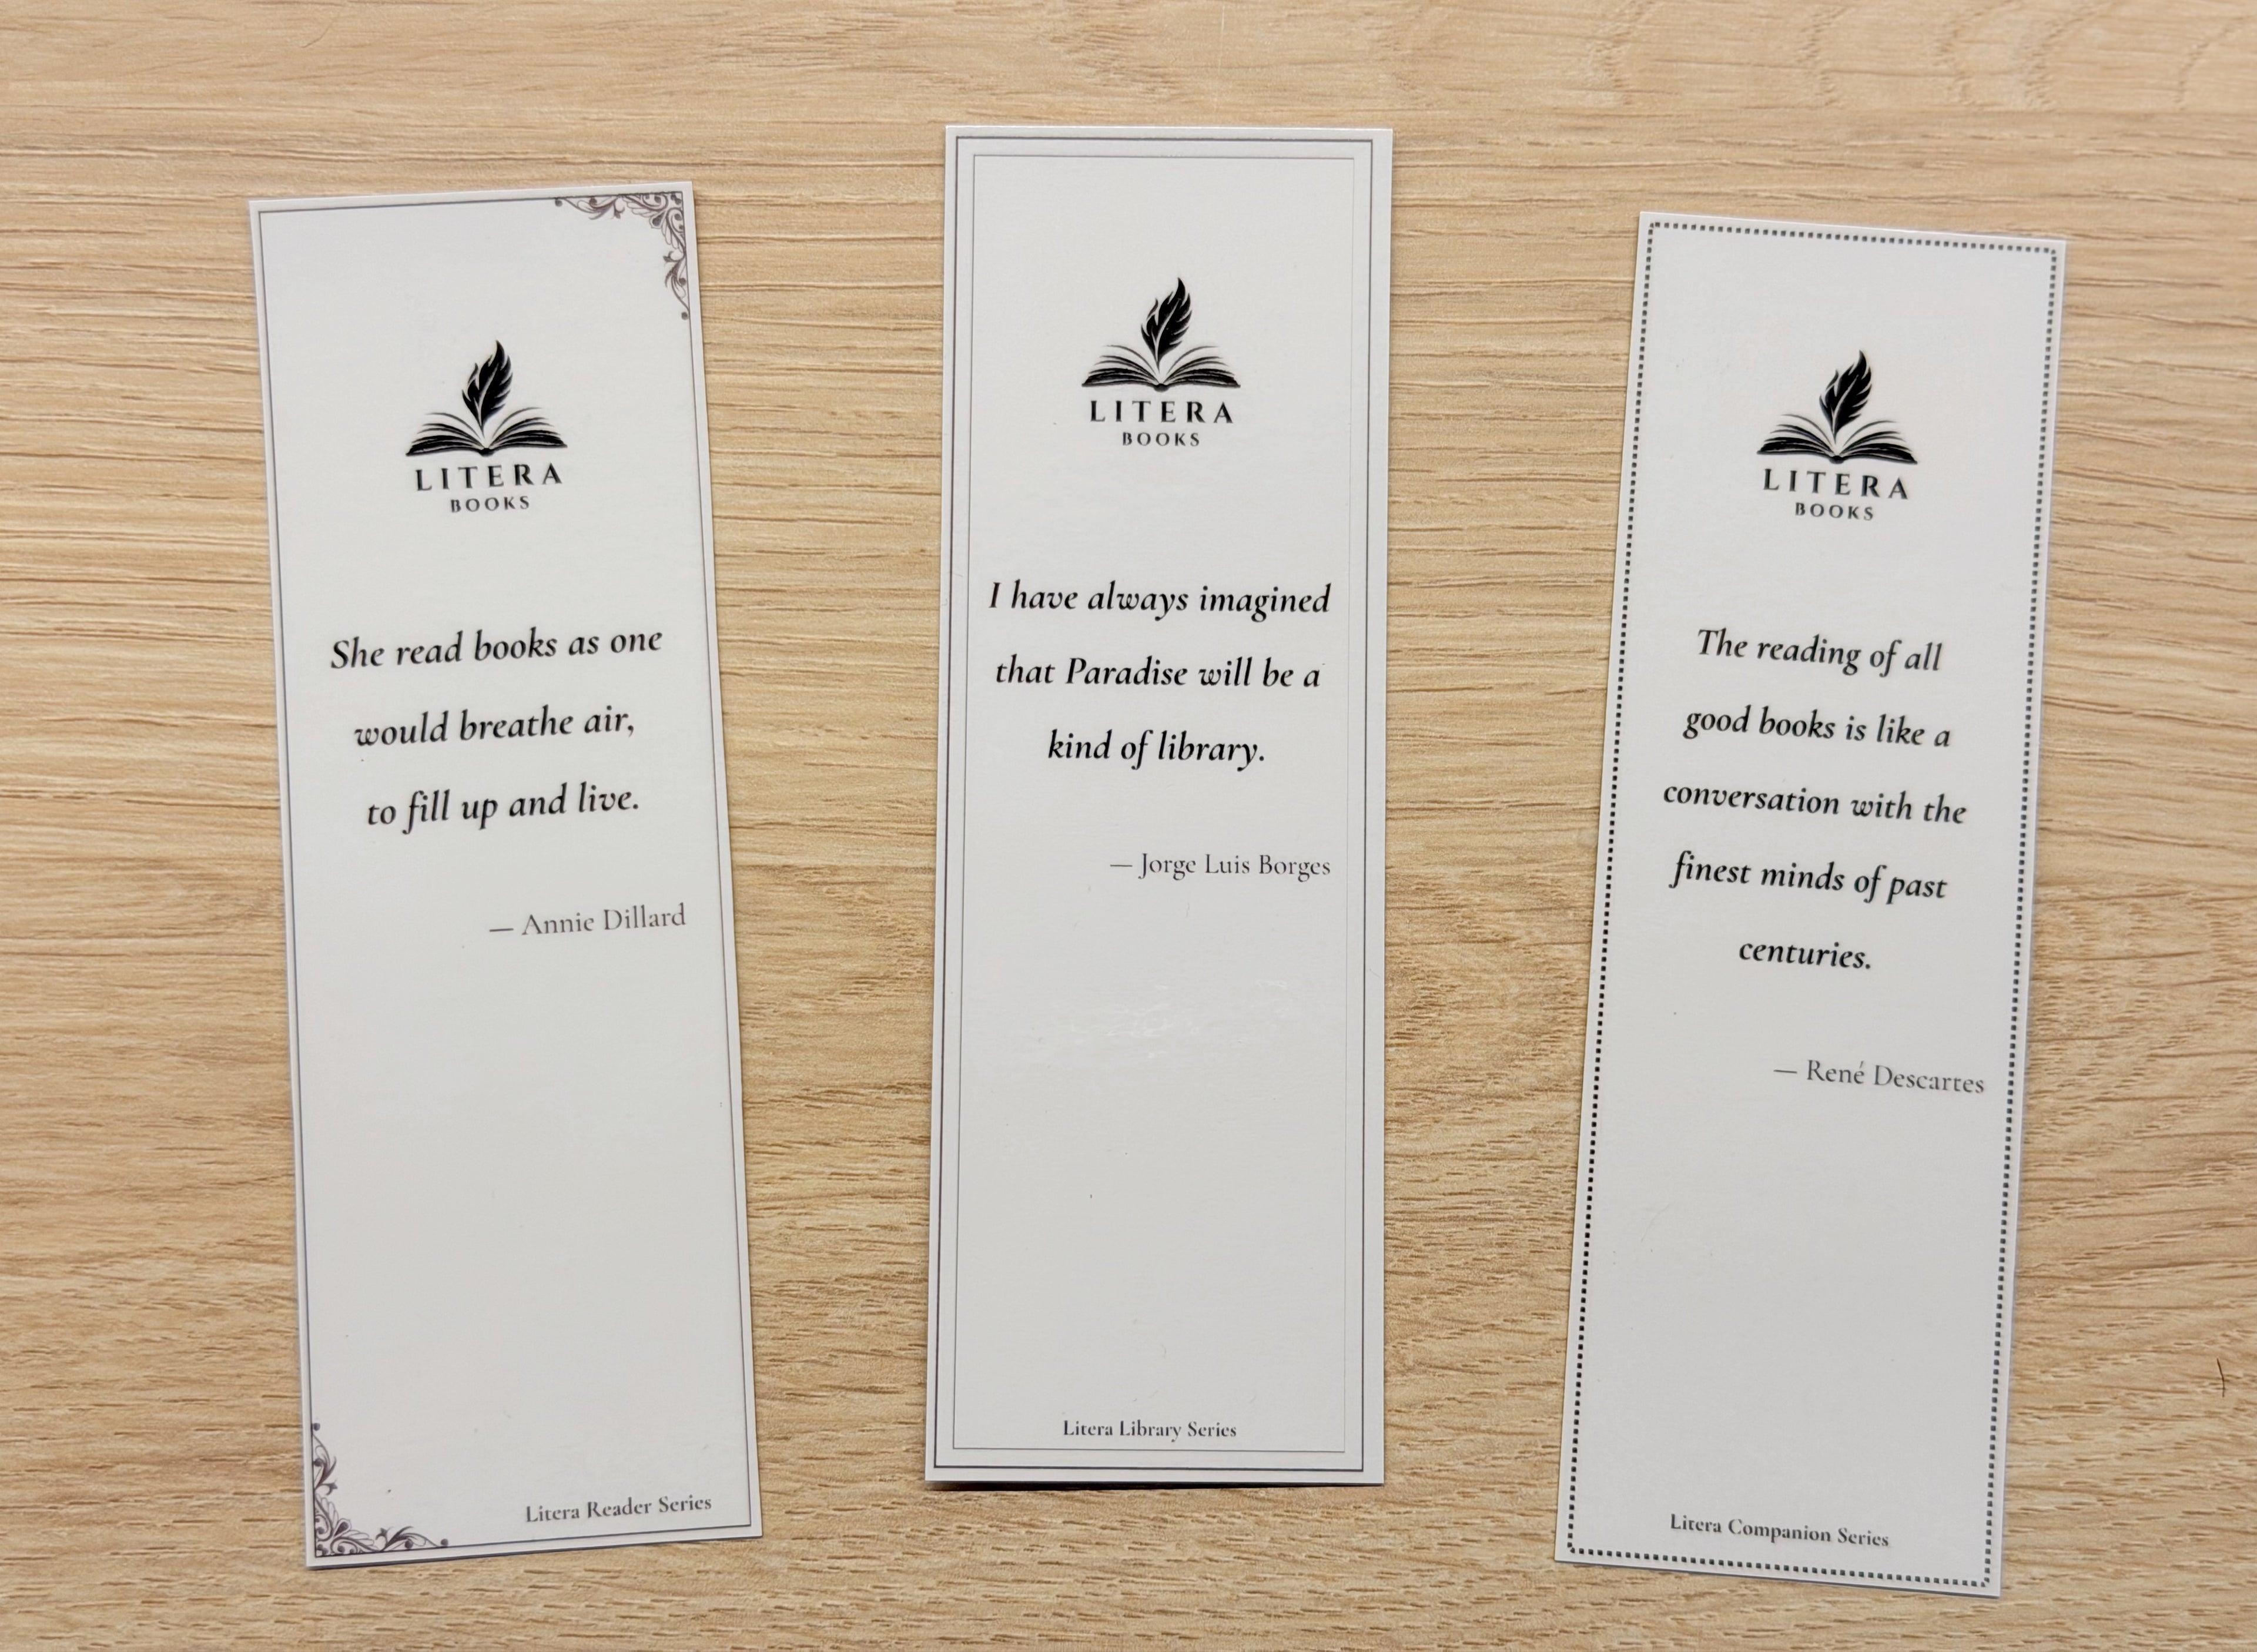 LITERA
BOOKS
She read books as one
would breathe air,
to fill up and live.
— Annie Dillard
Litera Reader Series
LITERA
BOOKS
I have always imagined
that Paradise will be a
kind of library.
— Jorge Luis Borges
Litera Library Series
LITERA
BOOKS
The reading of all
good books is like a
conversation with the
finest minds of past
centuries.
— René Descartes
Litera Companion Series